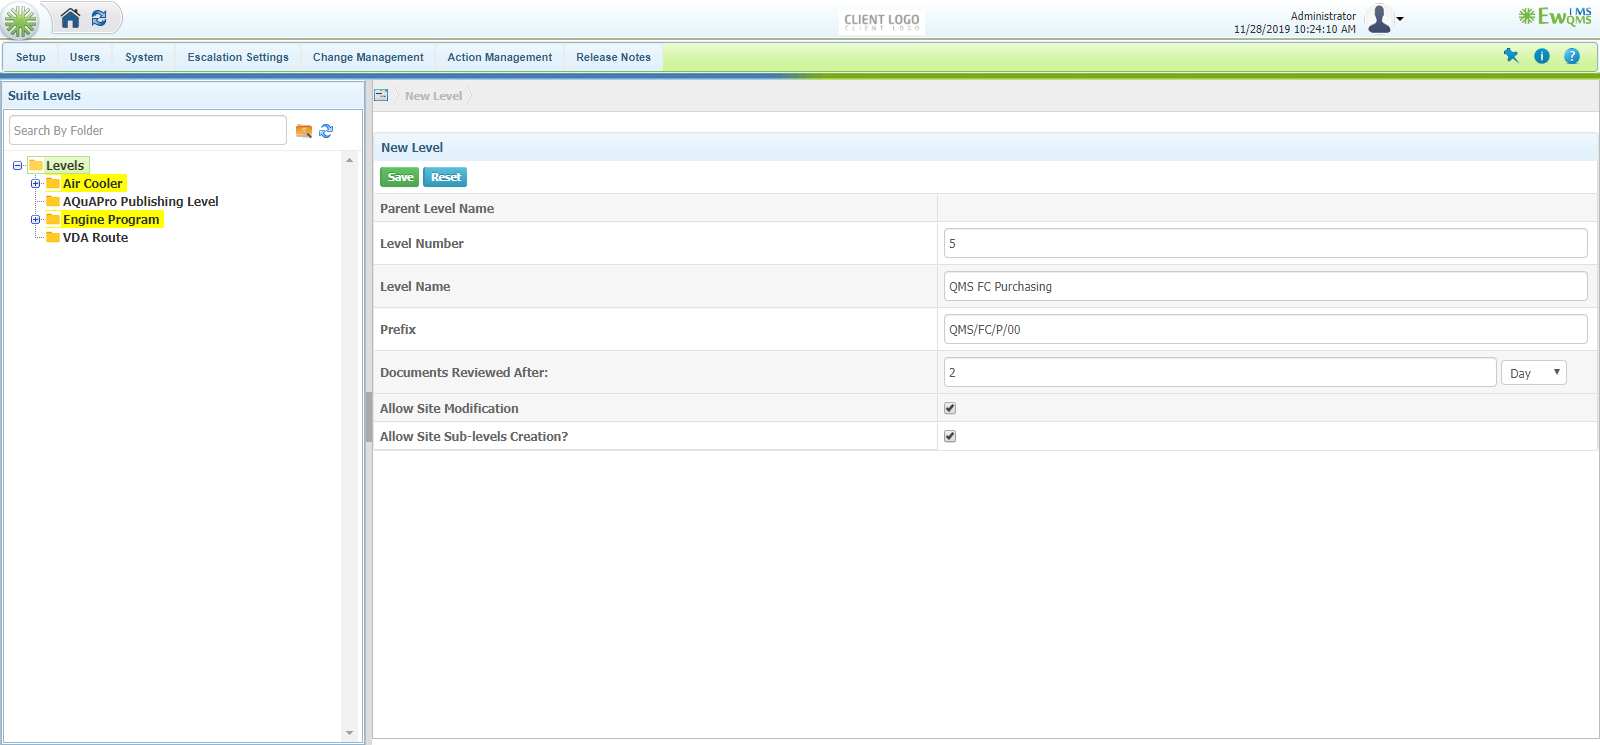 CLIENT LOGO
CLIENT LOGO
Administrator
11/28/2019 10:24:10 AM
EwQMS
IMS
Setup
Users
System
Escalation Settings
Change Management
Action Management
Release Notes
Suite Levels
Search By Folder
Levels
Air Cooler
AQuAPro Publishing Level
Engine Program
VDA Route
New Level
New Level
Save
Reset
Parent Level Name
Level Number
5
Level Name
QMS FC Purchasing
Prefix
QMS/FC/P/00
Documents Reviewed After:
2
Day
Allow Site Modification
Allow Site Sub-levels Creation?